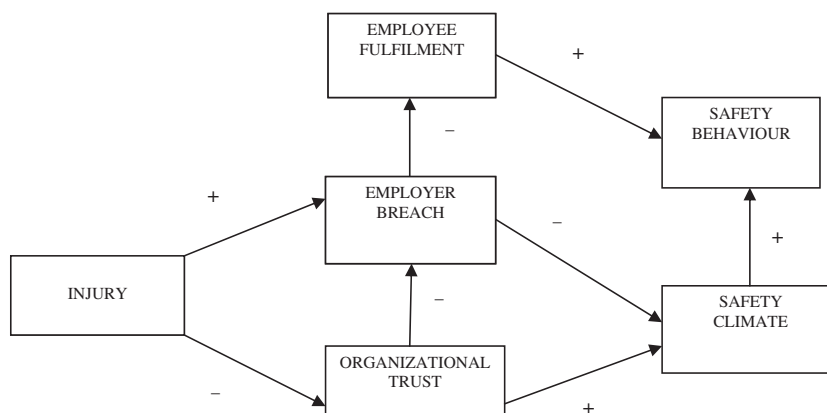 EMPLOYEE
FULFILMENT
+
SAFETY
BEHAVIOUR
–
+
EMPLOYER
BREACH
–
+
INJURY
–
SAFETY
CLIMATE
ORGANIZATIONAL
TRUST
–
+